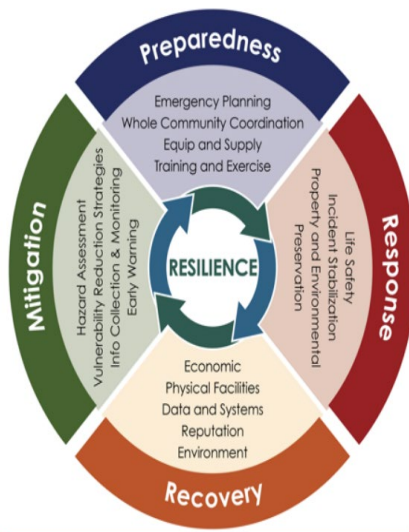 Preparedness
Emergency Planning
Whole Community Coordination
Equip and Supply
Training and Exercise
Response
Life Safety
Incident Stabilization
Property and Environmental
Preservation
Recovery
Economic
Physical Facilities
Data and Systems
Reputation
Environment
Mitigation
Hazard Assessment
Vulnerability Reduction Strategies
Info Collection & Monitoring
Early Warning
RESILIENCE